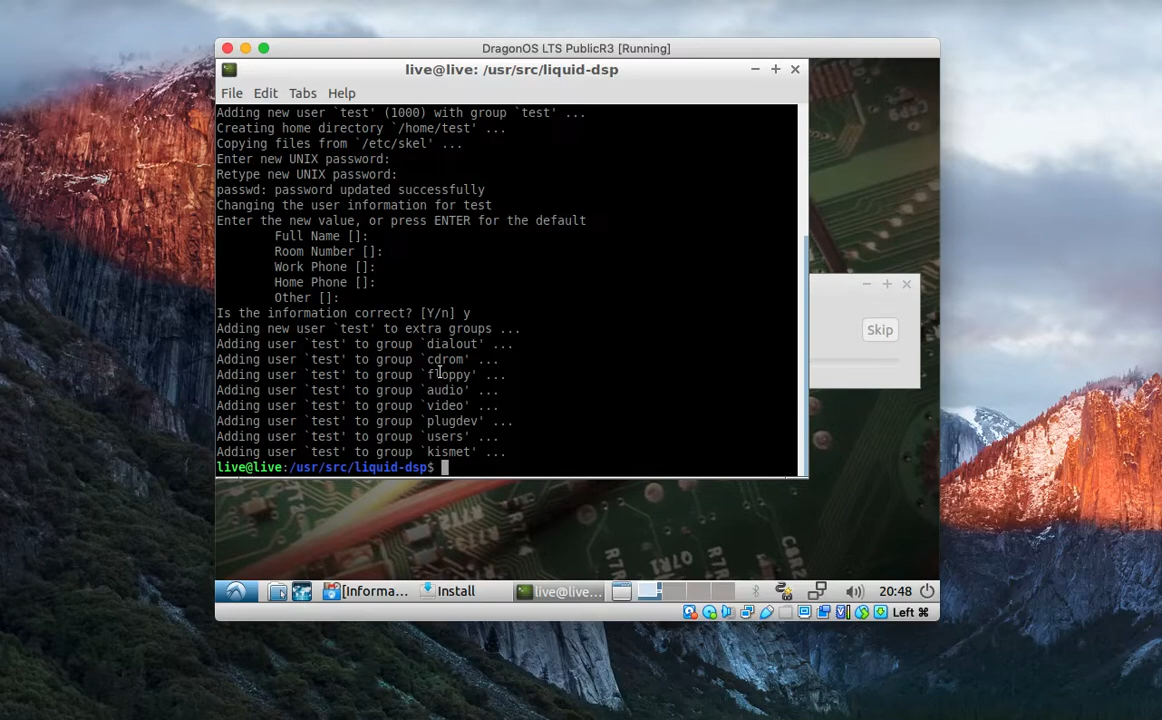 DragonOS LTS PublicR3 [Running]
live@live: /usr/src/liquid-dsp
File Edit Tabs Help
Adding new user `test' (1000) with group `test' ...
Creating home directory `/home/test' ...
Copying files from `/etc/skel' ...
Enter new UNIX password:
Retype new UNIX password:
passwd: password updated successfully
Changing the user information for test
Enter the new value, or press ENTER for the default
Full Name []:
Room Number []:
Work Phone []:
Home Phone []:
Other []:
Is the information correct? [Y/n] y
Adding new user `test' to extra groups ...
Adding user `test' to group `dialout' ...
Adding user `test' to group `cdrom' ...
Adding user `test' to group `floppy' ...
Adding user `test' to group `audio' ...
Adding user `test' to group `video' ...
Adding user `test' to group `plugdev' ...
Adding user `test' to group `users' ...
Adding user `test' to group `kismet' ...
live@live:/usr/src/liquid-dsp$
Skip
[Informa... Install live@live... 20:48
Left ⌘